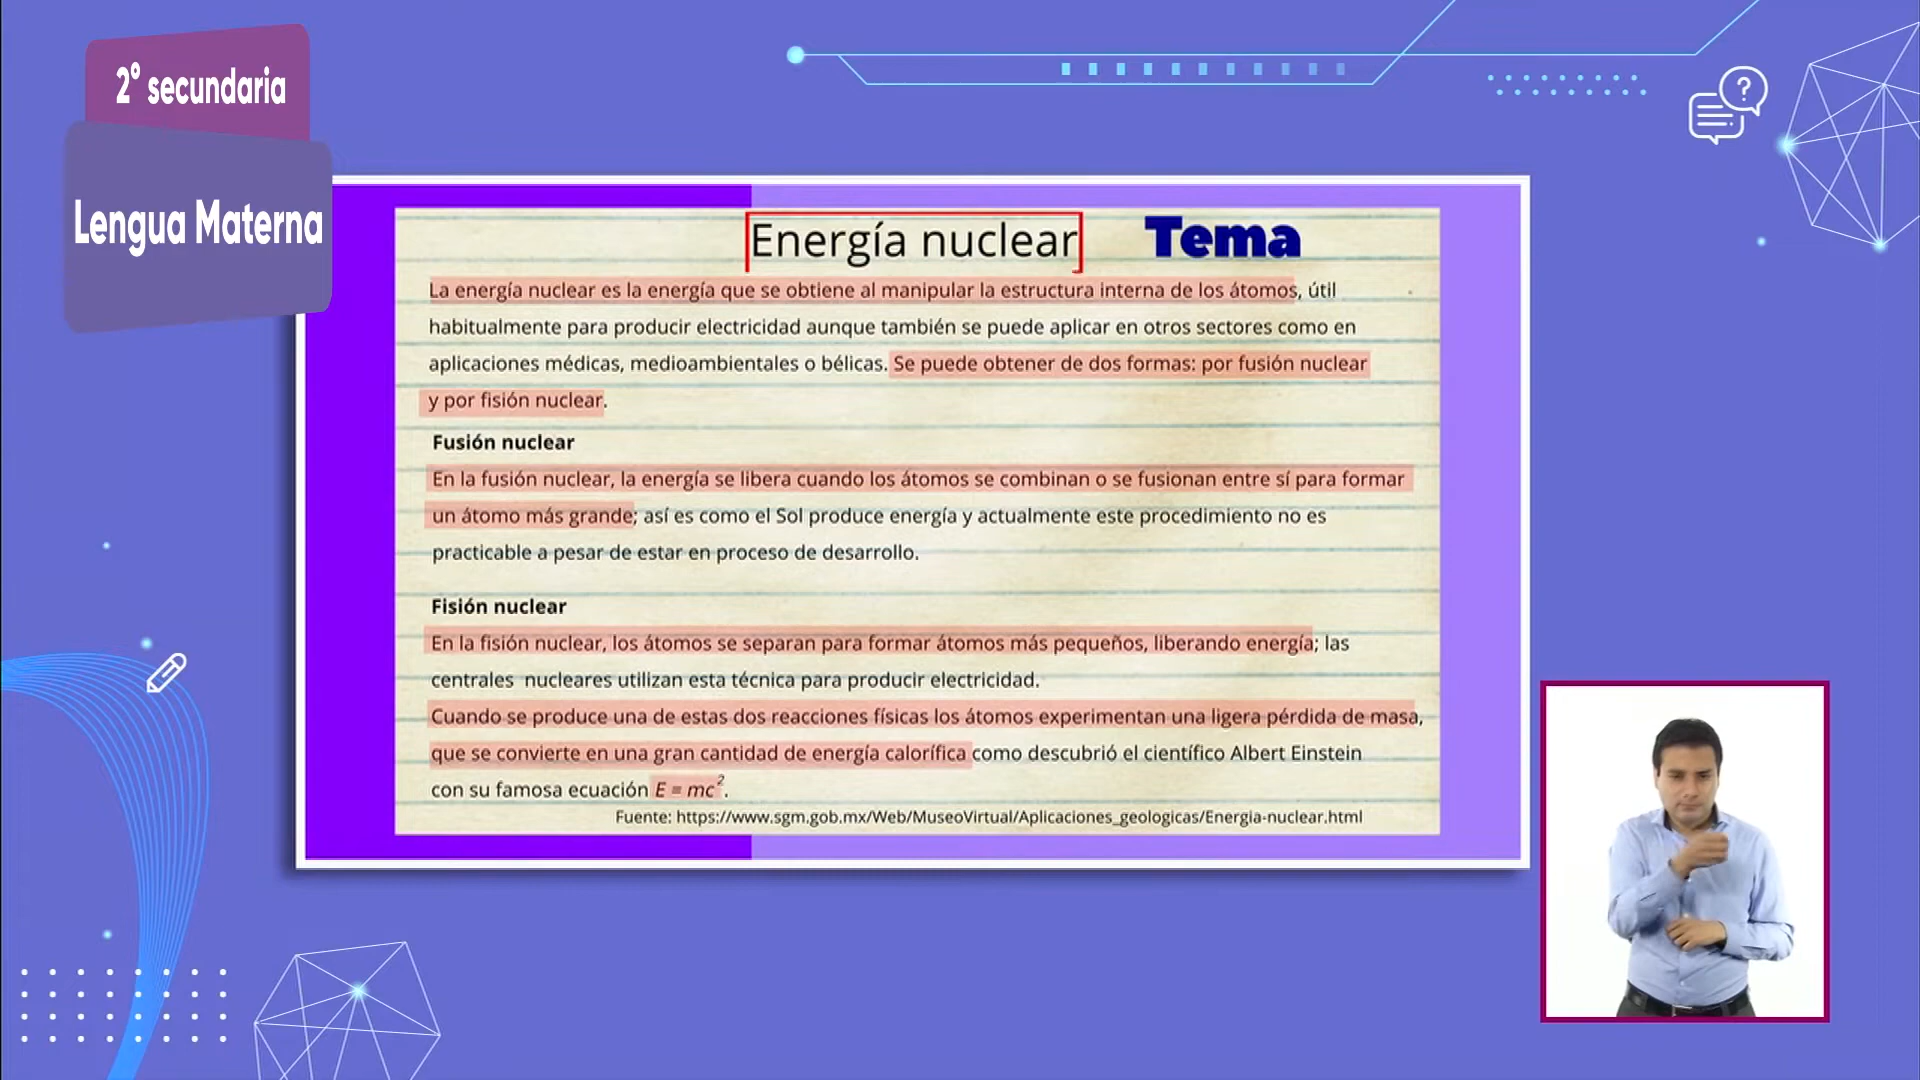 2° secundaria
Lengua Materna
Energía nuclear
Tema
La energía nuclear es la energía que se obtiene al manipular la estructura interna de los átomos, útil
habitualmente para producir electricidad aunque también se puede aplicar en otros sectores como en
aplicaciones médicas, medioambientales o bélicas. Se puede obtener de dos formas: por fusión nuclear
y por fisión nuclear.
Fusión nuclear
En la fusión nuclear, la energía se libera cuando los átomos se combinan o se fusionan entre sí para formar
un átomo más grande; así es como el Sol produce energía y actualmente este procedimiento no es
practicable a pesar de estar en proceso de desarrollo.
Fisión nuclear
En la fisión nuclear, los átomos se separan para formar átomos más pequeños, liberando energía; las
centrales nucleares utilizan esta técnica para producir electricidad.
Cuando se produce una de estas dos reacciones físicas los átomos experimentan una ligera pérdida de masa,
que se convierte en una gran cantidad de energía calorífica como descubrió el científico Albert Einstein
con su famosa ecuación E = mc².
Fuente: https://www.sgm.gob.mx/Web/MuseoVirtual/Aplicaciones_geologicas/Energia-nuclear.html